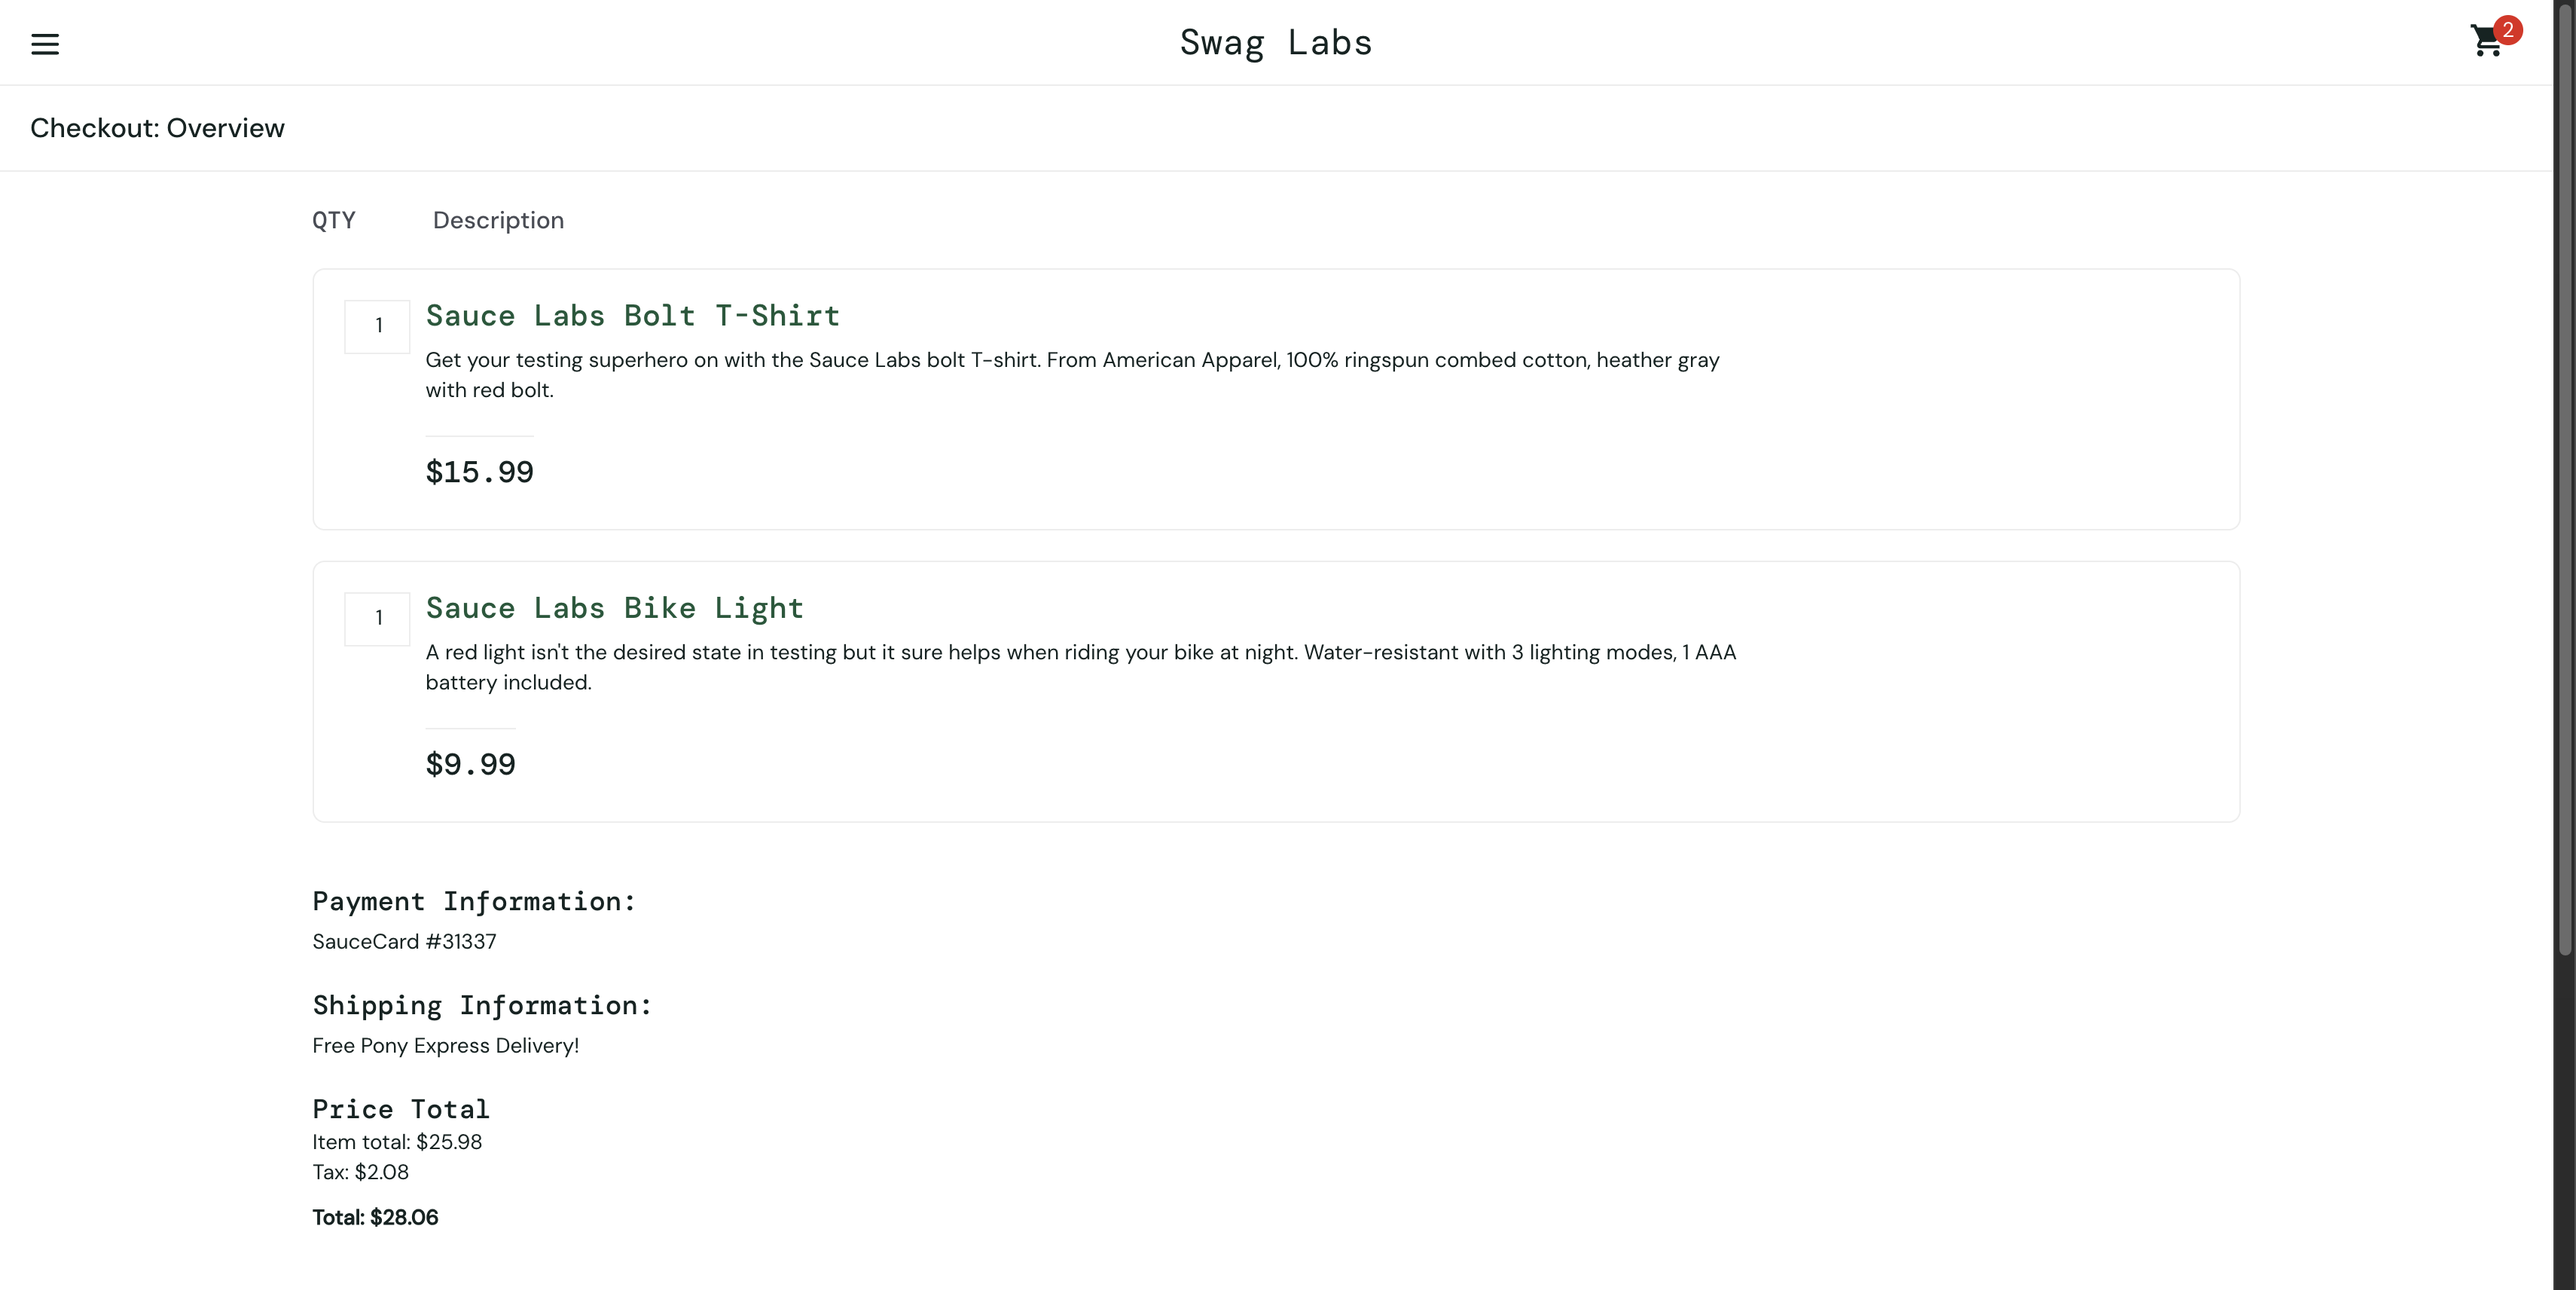 Swag Labs
2
Checkout: Overview
QTY Description
1
Sauce Labs Bolt T-Shirt
Get your testing superhero on with the Sauce Labs bolt T-shirt. From American Apparel, 100% ringspun combed cotton, heather gray
with red bolt.
$15.99
1
Sauce Labs Bike Light
A red light isn't the desired state in testing but it sure helps when riding your bike at night. Water-resistant with 3 lighting modes, 1 AAA
battery included.
$9.99
Payment Information:
SauceCard #31337
Shipping Information:
Free Pony Express Delivery!
Price Total
Item total: $25.98
Tax: $2.08
Total: $28.06